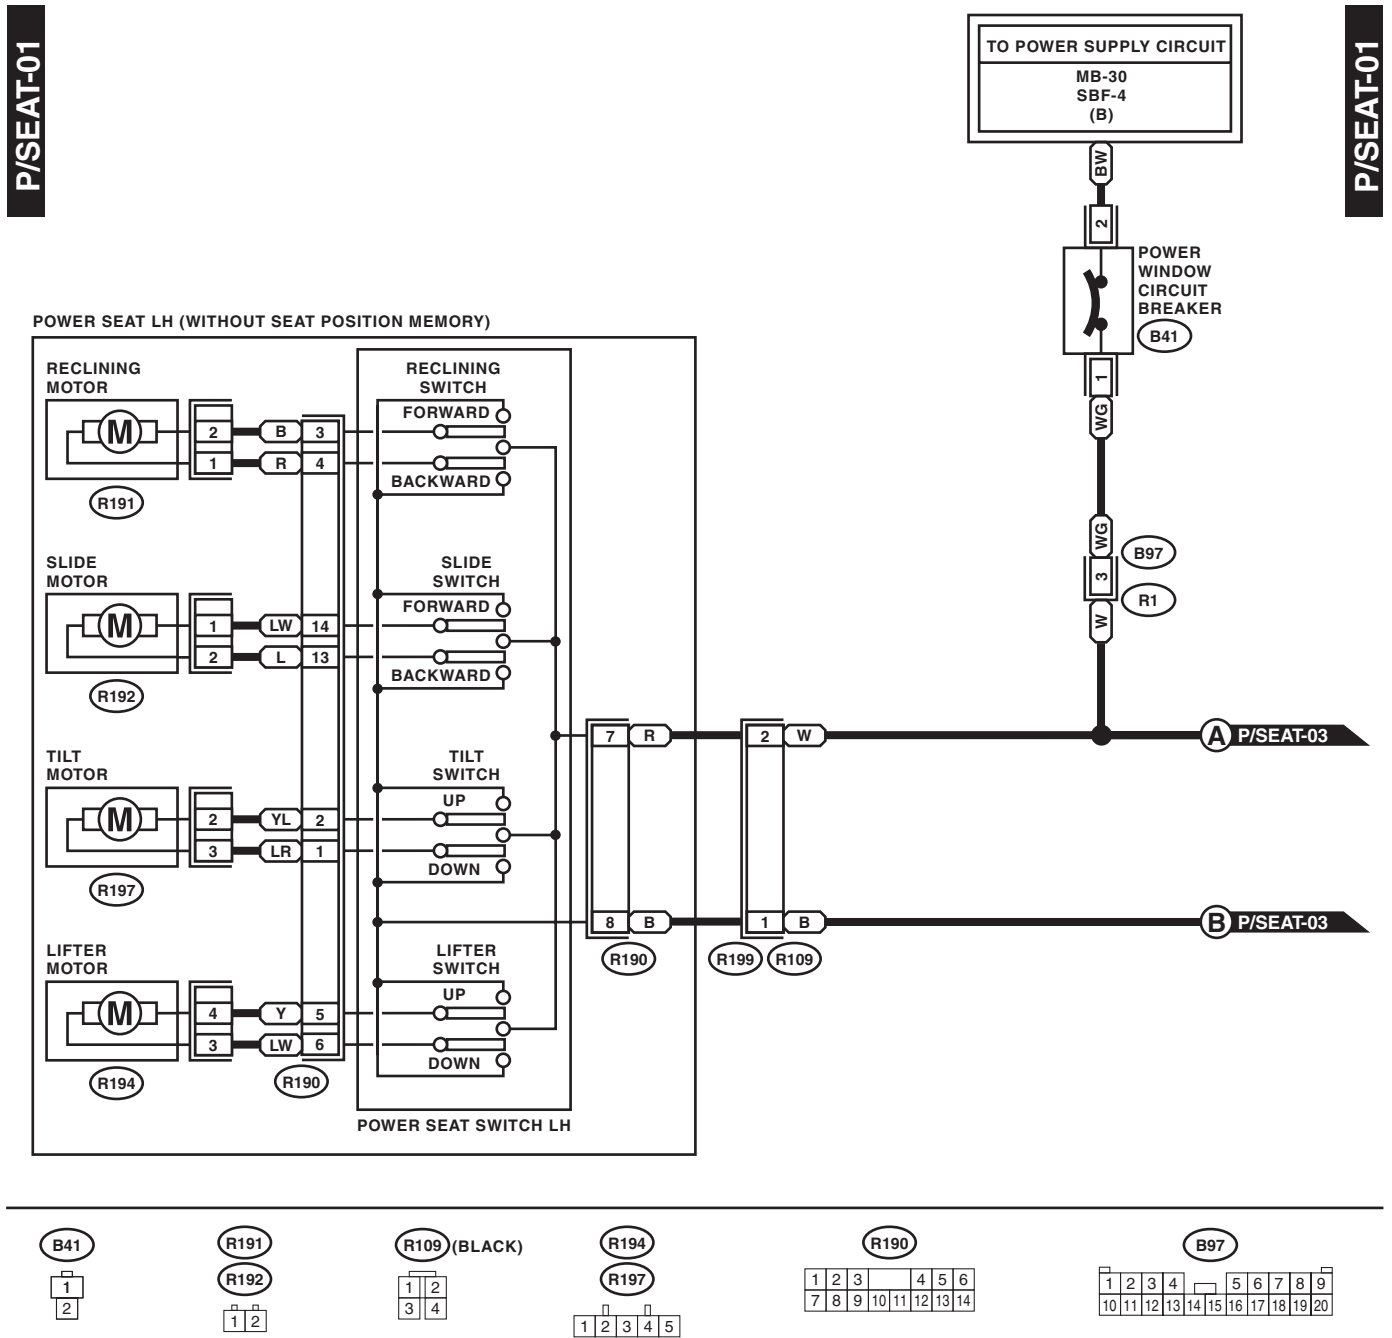 P/SEAT-01
P/SEAT-01
TO POWER SUPPLY CIRCUIT
MB-30
SBF-4
(B)
BW
2
POWER
WINDOW
CIRCUIT
BREAKER
B41
1
WG
WG
B97
3
R1
W
POWER SEAT LH (WITHOUT SEAT POSITION MEMORY)
RECLINING
MOTOR
M
2 B 3
1 R 4
R191
RECLINING
SWITCH
FORWARD
BACKWARD
SLIDE
MOTOR
M
1 LW 14
2 L 13
R192
SLIDE
SWITCH
FORWARD
BACKWARD
TILT
MOTOR
M
2 YL 2
3 LR 1
R197
TILT
SWITCH
UP
DOWN
7 R 2 W A P/SEAT-03
8 B 1 B B P/SEAT-03
R190 R199 R109
LIFTER
MOTOR
M
4 Y 5
3 LW 6
R194 R190
LIFTER
SWITCH
UP
DOWN
POWER SEAT SWITCH LH
B41
1
2
R191
R192
1 2
R109 (BLACK)
1 2
3 4
R194
R197
1 2 3 4 5
R190
1 2 3 4 5 6
7 8 9 10 11 12 13 14
B97
1 2 3 4 5 6 7 8 9
10 11 12 13 14 15 16 17 18 19 20